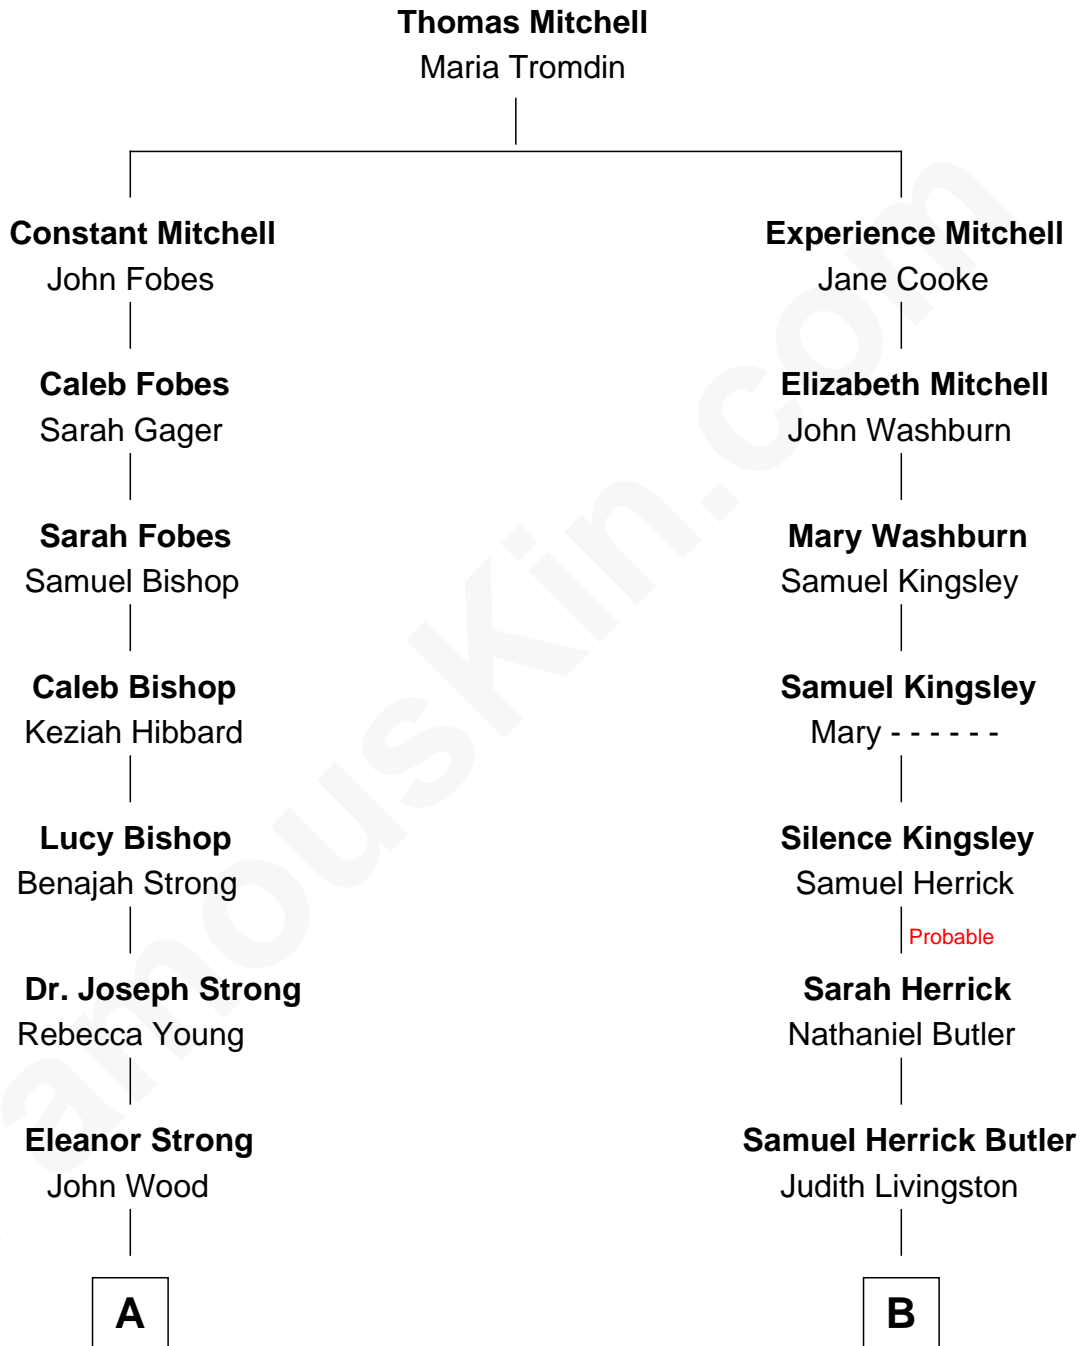 Thomas Mitchell
Maria Tromdin
Constant Mitchell
John Fobes
Experience Mitchell
Jane Cooke
Caleb Fobes
Sarah Gager
Elizabeth Mitchell
John Washburn
Sarah Fobes
Samuel Bishop
Mary Washburn
Samuel Kingsley
Caleb Bishop
Keziah Hibbard
Samuel Kingsley
Mary - - - - - -
Lucy Bishop
Benajah Strong
Silence Kingsley
Samuel Herrick
Probable
Dr. Joseph Strong
Rebecca Young
Sarah Herrick
Nathaniel Butler
Eleanor Strong
John Wood
Samuel Herrick Butler
Judith Livingston
A
B
amousKin.com